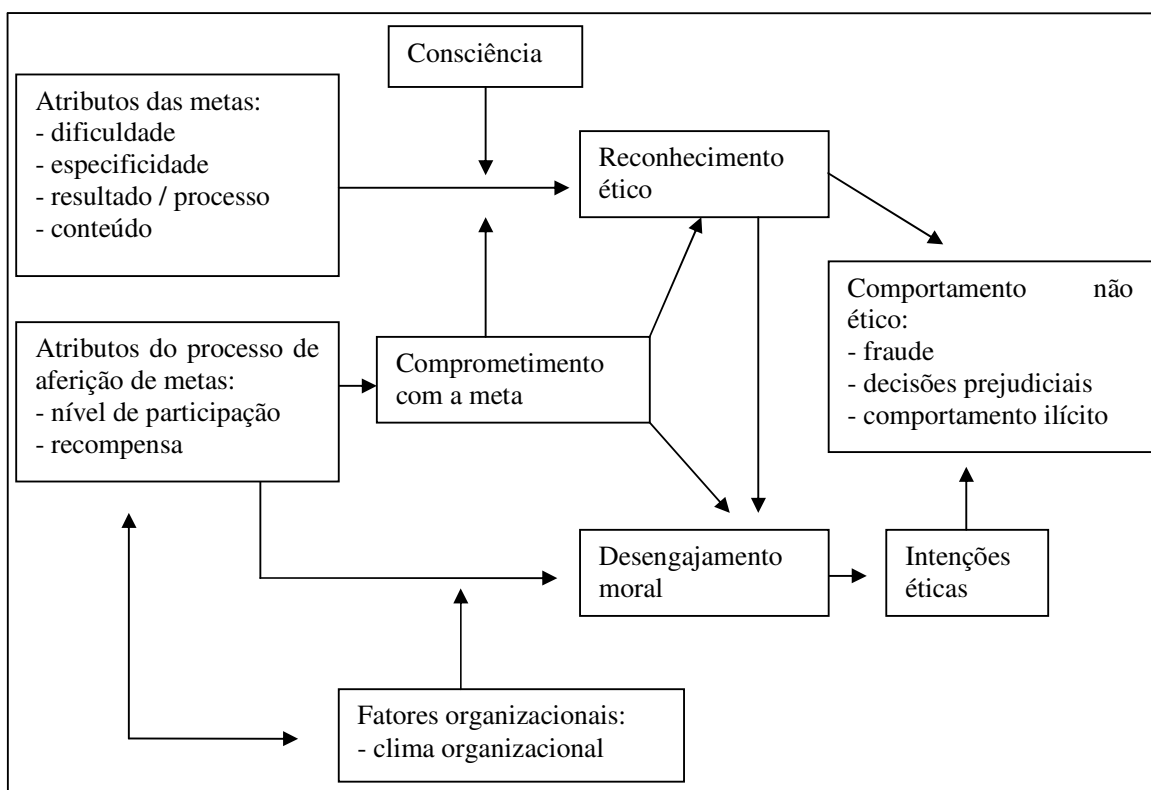 Consciência
Atributos das metas:
- dificuldade
- especificidade
- resultado / processo
- conteúdo
Reconhecimento
ético
Comportamento não
ético:
- fraude
- decisões prejudiciais
- comportamento ilícito
Atributos do processo de
aferição de metas:
- nível de participação
- recompensa
Comprometimento
com a meta
Desengajamento
moral
Intenções
éticas
Fatores organizacionais:
- clima organizacional